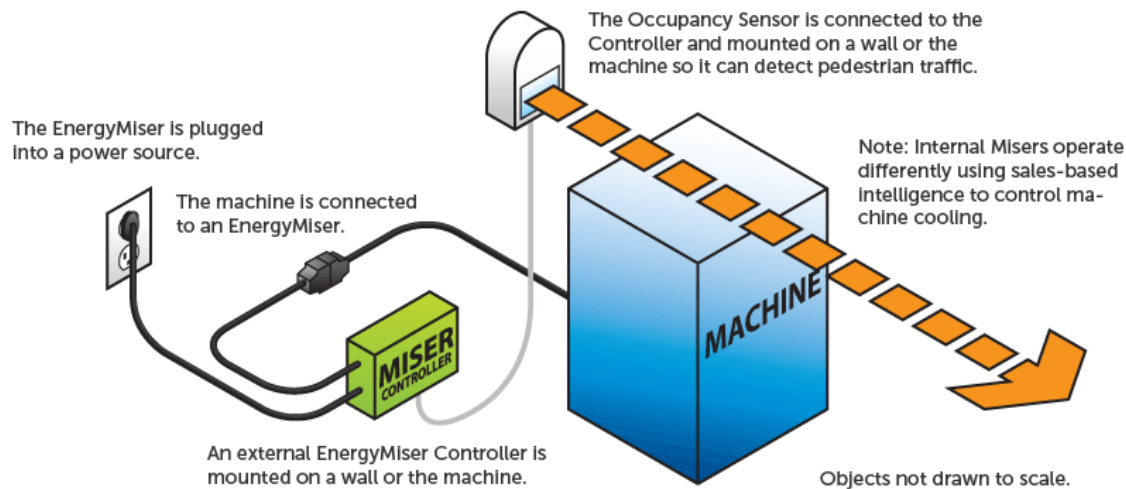 The Occupancy Sensor is connected to the
Controller and mounted on a wall or the
machine so it can detect pedestrian traffic.
The EnergyMiser is plugged
into a power source.
The machine is connected
to an EnergyMiser.
Note: Internal Misers operate
differently using sales-based
intelligence to control ma-
chine cooling.
MACHINE
MISER
CONTROLLER
An external EnergyMiser Controller is
mounted on a wall or the machine.
Objects not drawn to scale.